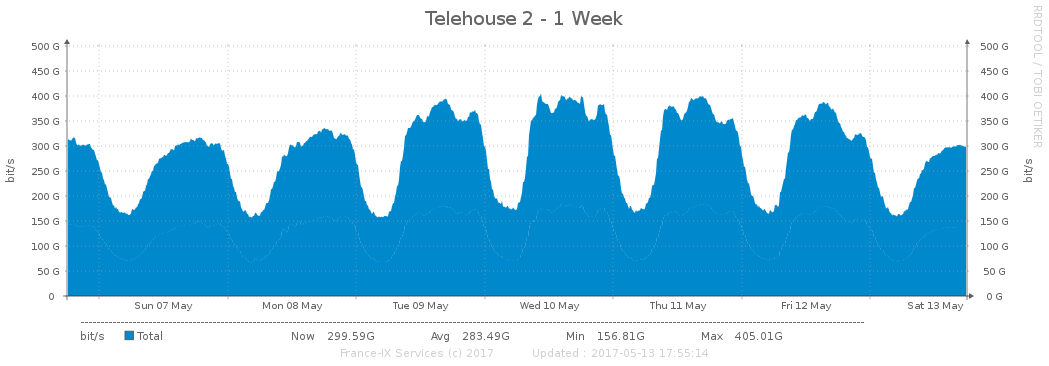 Telehouse 2 - 1 Week
RRDTOOL / TOBI OETIKER
500 G 500 G
450 G 450 G
400 G 400 G
350 G 350 G
300 G 300 G
250 G 250 G
200 G 200 G
150 G 150 G
100 G 100 G
50 G 50 G
0 0 G
bit/s bit/s
Sun 07 May Mon 08 May Tue 09 May Wed 10 May Thu 11 May Fri 12 May Sat 13 May
bit/s Total Now 299.59G Avg 283.49G Min 156.81G Max 405.01G
France-IX Services (c) 2017 Updated : 2017-05-13 17:55:14